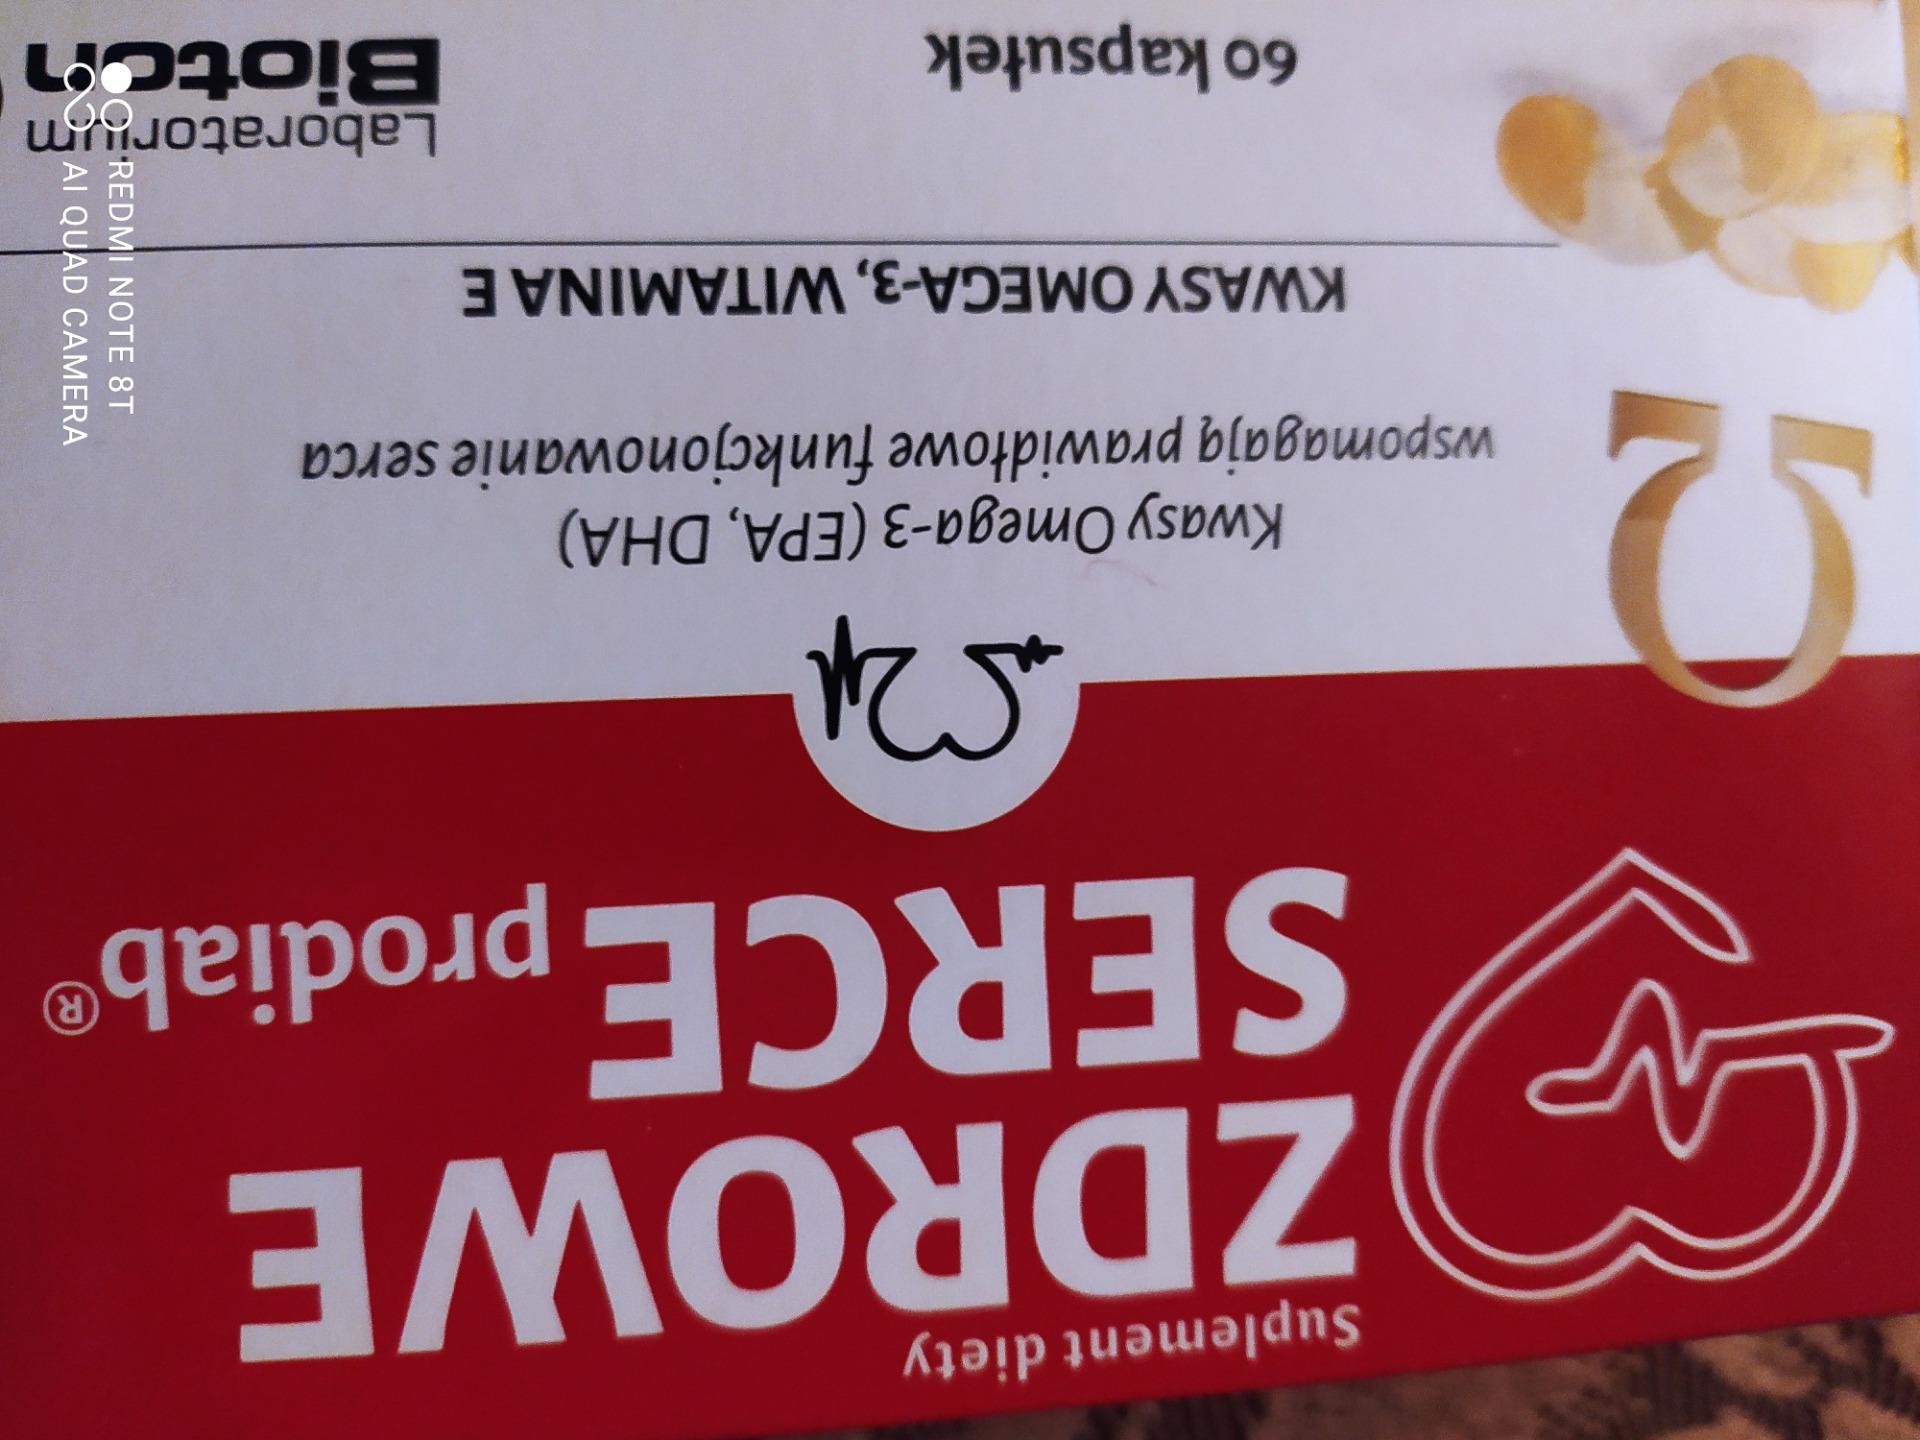 Suplement diety
ZDROWE
SERCE prodiab®
Kwasy Omega-3 (EPA, DHA)
wspomagają prawidłowe funkcjonowanie serca
KWASY OMEGA-3, WITAMINA E
60 kapsułek
Laboratorium
Bioton
REDMI NOTE 8T
AI QUAD CAMERA